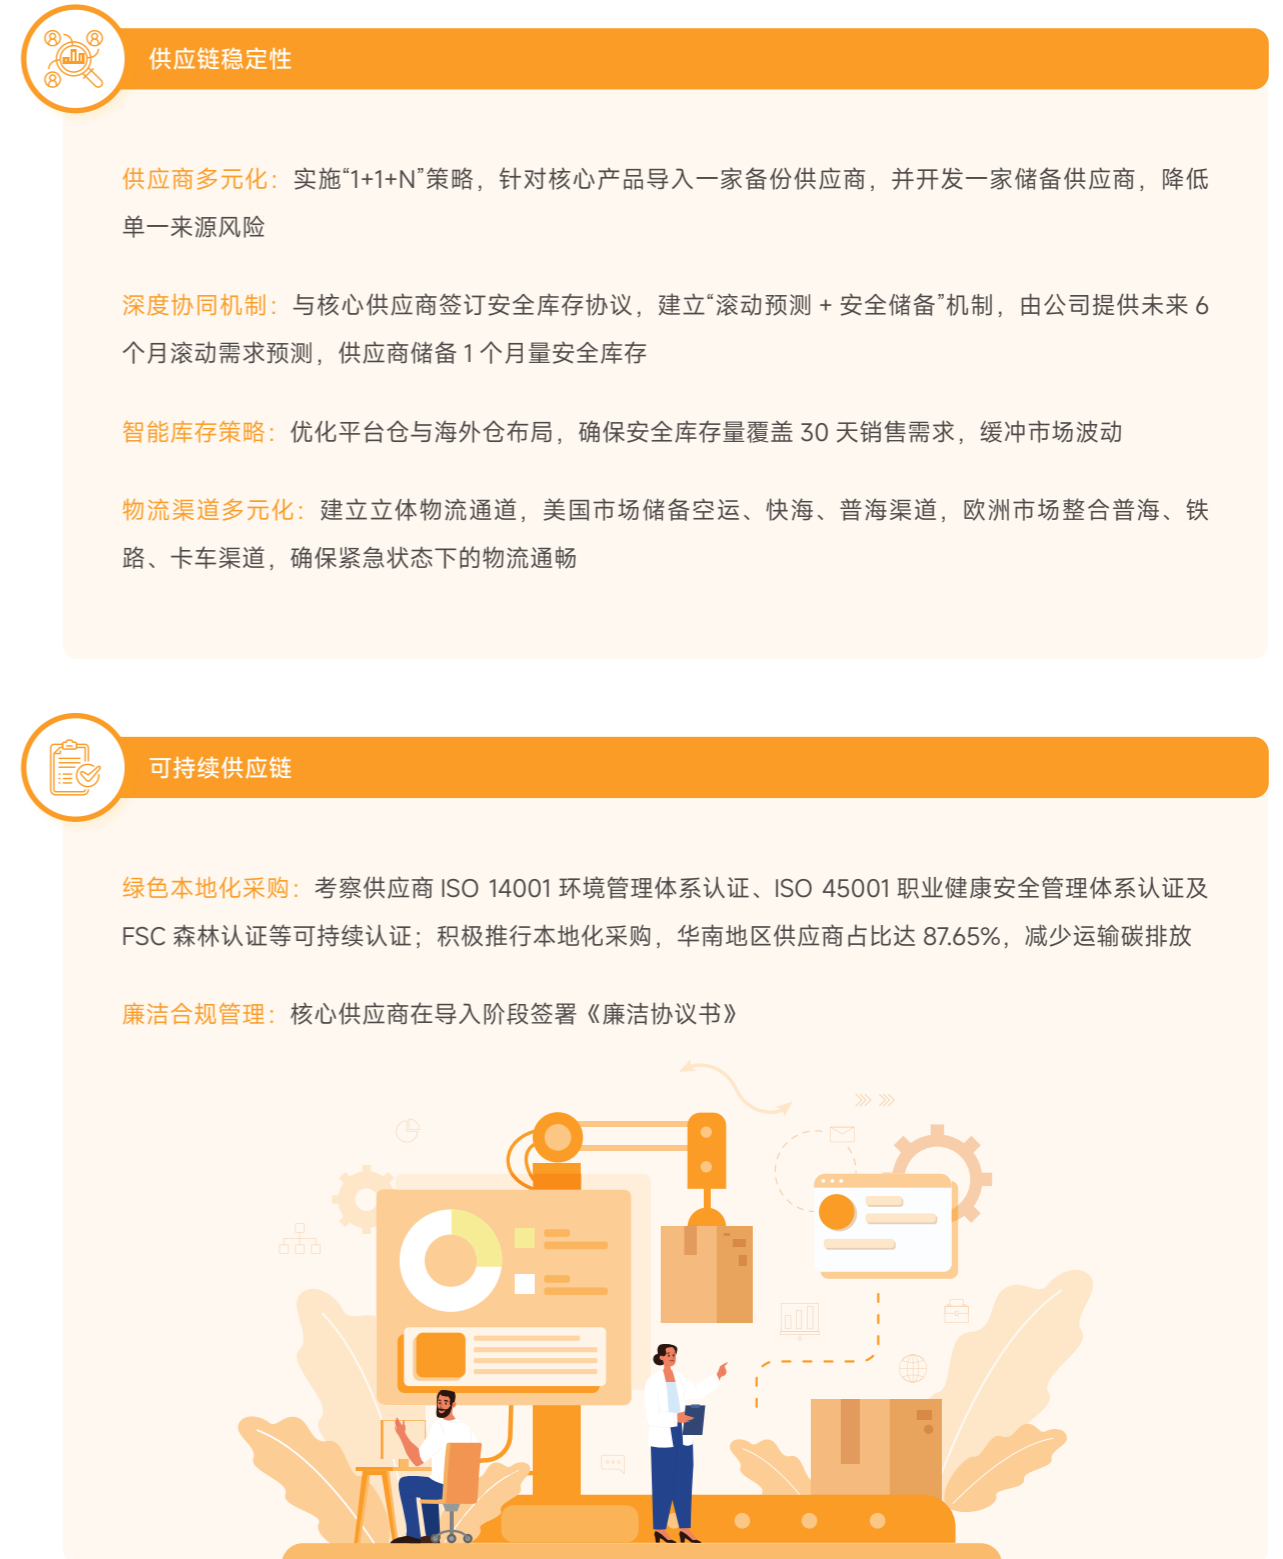 供应链稳定性
供应商多元化：实施“1+1+N”策略，针对核心产品导入一家备份供应商，并开发一家储备供应商，降低
单一来源风险
深度协同机制：与核心供应商签订安全库存协议，建立“滚动预测 + 安全储备”机制，由公司提供未来 6
个月滚动需求预测，供应商储备 1 个月量安全库存
智能库存策略：优化平台仓与海外仓布局，确保安全库存量覆盖 30 天销售需求，缓冲市场波动
物流渠道多元化：建立立体物流通道，美国市场储备空运、快海、普海渠道，欧洲市场整合普海、铁
路、卡车渠道，确保紧急状态下的物流通畅
可持续供应链
绿色本地化采购：考察供应商 ISO 14001 环境管理体系认证、ISO 45001 职业健康安全管理体系认证及
FSC 森林认证等可持续认证；积极推行本地化采购，华南地区供应商占比达 87.65%，减少运输碳排放
廉洁合规管理：核心供应商在导入阶段签署《廉洁协议书》